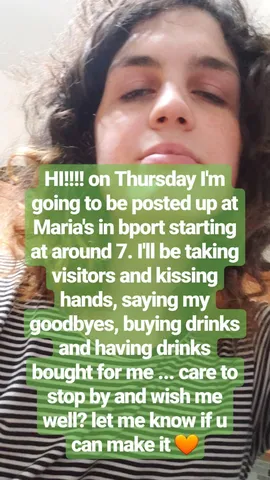 HI!!!! on Thursday I'm
going to be posted up at
Maria's in bport starting
at around 7. I'll be taking
visitors and kissing
hands, saying my
goodbyes, buying drinks
and having drinks
bought for me ... care to
stop by and wish me
well? let me know if u
can make it 🧡